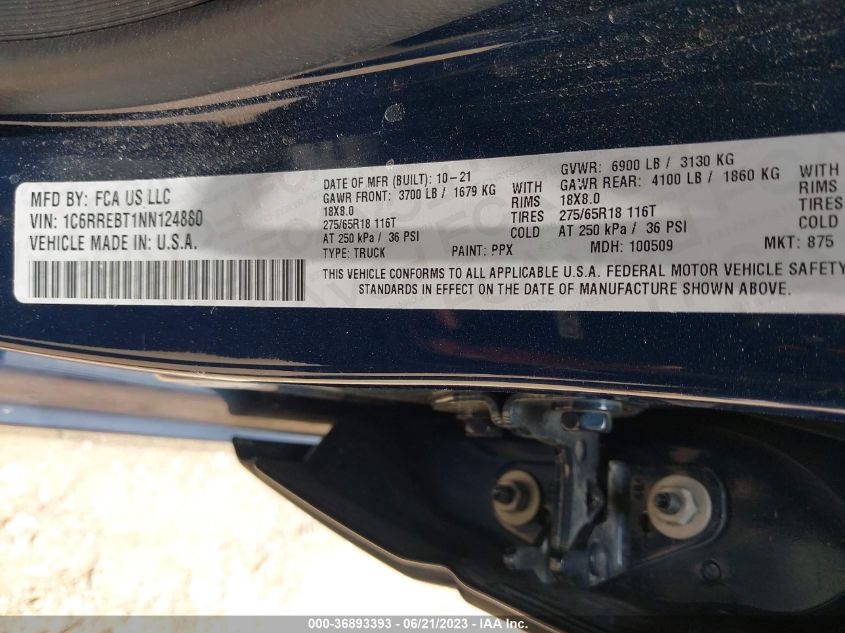 MFD BY: FCA US LLC
VIN: 1C6RREBT1NN124880
VEHICLE MADE IN: U.S.A.
DATE OF MFR (BUILT): 10-21
GAWR FRONT: 3700 LB / 1679 KG WITH
18X8.0 RIMS
275/65R18 116T TIRES
AT 250 kPa / 36 PSI COLD
TYPE: TRUCK PAINT: PPX
GVWR: 6900 LB / 3130 KG
GAWR REAR: 4100 LB / 1860 KG WITH
18X8.0 RIMS
275/65R18 116T TIRES
AT 250 kPa / 36 PSI COLD
MDH: 100509 MKT: 875
THIS VEHICLE CONFORMS TO ALL APPLICABLE U.S.A. FEDERAL MOTOR VEHICLE SAFETY
STANDARDS IN EFFECT ON THE DATE OF MANUFACTURE SHOWN ABOVE.
000-36893393 - 06/21/2023 - IAA Inc.